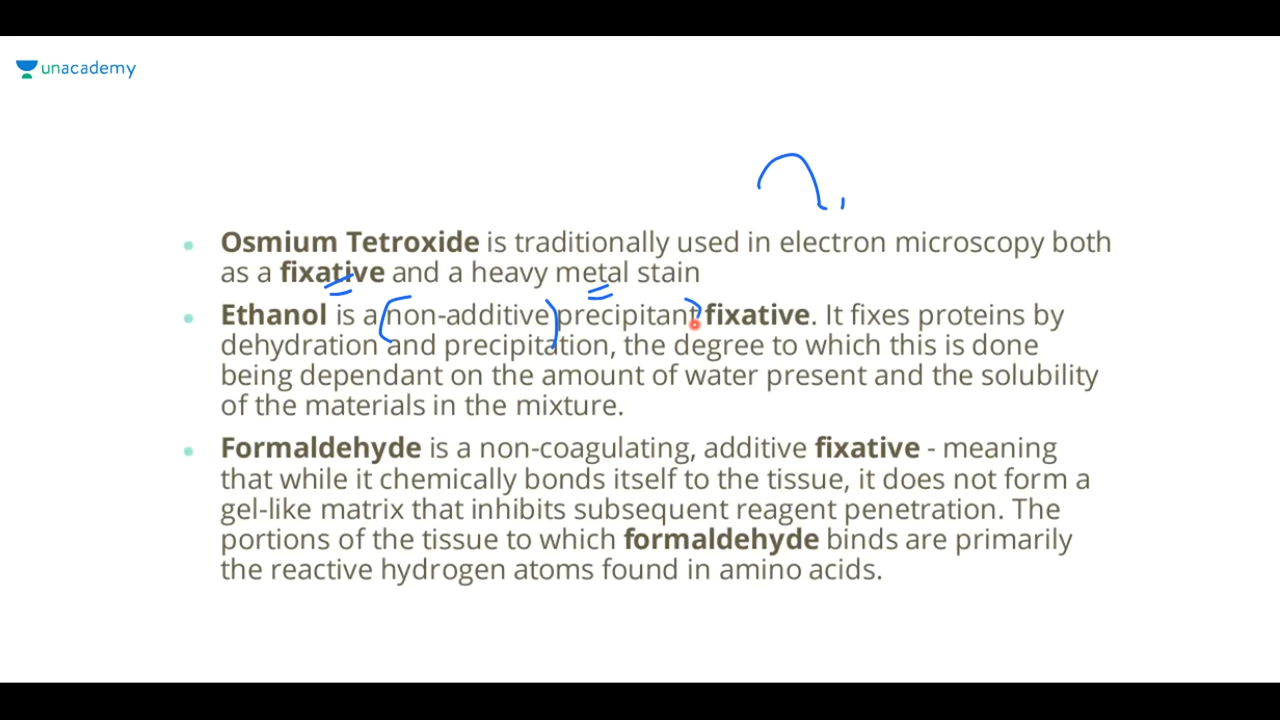 unacademy
Osmium Tetroxide is traditionally used in electron microscopy both
as a fixative and a heavy metal stain
Ethanol is a non-additive precipitant fixative. It fixes proteins by
dehydration and precipitation, the degree to which this is done
being dependant on the amount of water present and the solubility
of the materials in the mixture.
Formaldehyde is a non-coagulating, additive fixative - meaning
that while it chemically bonds itself to the tissue, it does not form a
gel-like matrix that inhibits subsequent reagent penetration. The
portions of the tissue to which formaldehyde binds are primarily
the reactive hydrogen atoms found in amino acids.